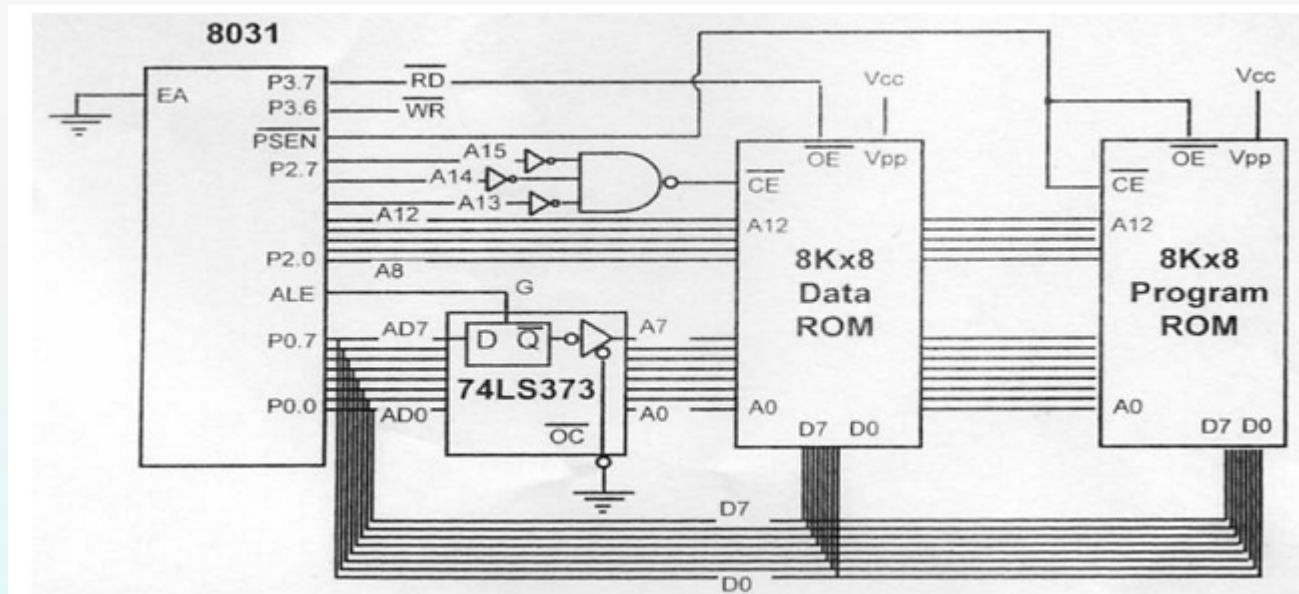 8031
EA
P3.7
RD
P3.6
WR
PSEN
Vcc
Vcc
OE Vpp
OE Vpp
P2.7
A15
A14
A13
CE
CE
A12
A12
A12
P2.0
A8
8Kx8
Data
ROM
8Kx8
Program
ROM
ALE
G
P0.7
AD7
D Q
A7
74LS373
P0.0
AD0
OC
A0
A0
A0
D7 D0
D7 D0
D7
D0